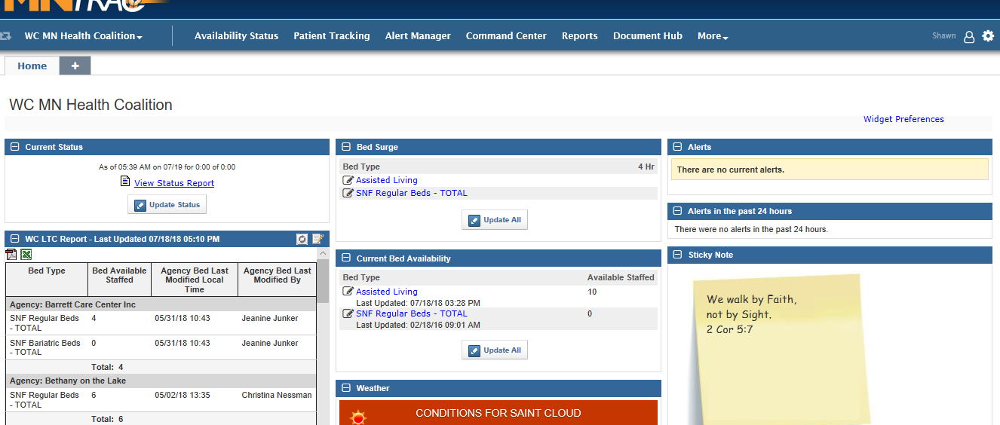 MNTRAC
WC MN Health Coalition
Availability Status Patient Tracking Alert Manager Command Center Reports Document Hub More
Shawn
Home +
WC MN Health Coalition
Widget Preferences
Current Status
As of 05:39 AM on 07/19 for 0:00 of 0:00
View Status Report
Update Status
WC LTC Report - Last Updated 07/18/18 05:10 PM
Bed Type Bed Available Staffed Agency Bed Last Modified Local Time Agency Bed Last Modified By
Agency: Barrett Care Center Inc
SNF Regular Beds - TOTAL 4 05/31/18 10:43 Jeanine Junker
SNF Bariatric Beds - TOTAL 0 05/31/18 10:43 Jeanine Junker
Total: 4
Agency: Bethany on the Lake
SNF Regular Beds - TOTAL 6 05/02/18 13:35 Christina Nessman
Total: 6
Bed Surge
Bed Type 4 Hr
Assisted Living
SNF Regular Beds - TOTAL
Update All
Current Bed Availability
Bed Type Available Staffed
Assisted Living 10
Last Updated: 07/18/18 03:28 PM
SNF Regular Beds - TOTAL 0
Last Updated: 02/18/16 09:01 AM
Update All
Weather
CONDITIONS FOR SAINT CLOUD
Alerts
There are no current alerts.
Alerts in the past 24 hours
There were no alerts in the past 24 hours.
Sticky Note
We walk by Faith,
not by Sight.
2 Cor 5:7